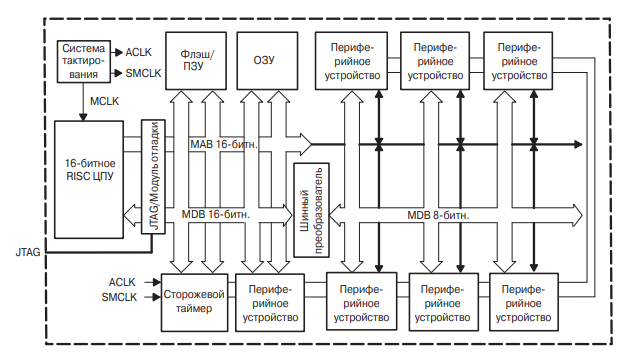 Система
тактиро-
вания
ACLK
SMCLK
MCLK
Флэш/
ПЗУ
ОЗУ
Перифе-
рийное
устройство
Перифе-
рийное
устройство
Перифе-
рийное
устройство
16-битное
RISC ЦПУ
JTAG/Модуль отладки
MAB 16-битн.
MDB 16-битн.
Шинный
преобразователь
MDB 8-битн.
JTAG
ACLK
SMCLK
Сторожевой
таймер
Перифе-
рийное
устройство
Перифе-
рийное
устройство
Перифе-
рийное
устройство
Перифе-
рийное
устройство